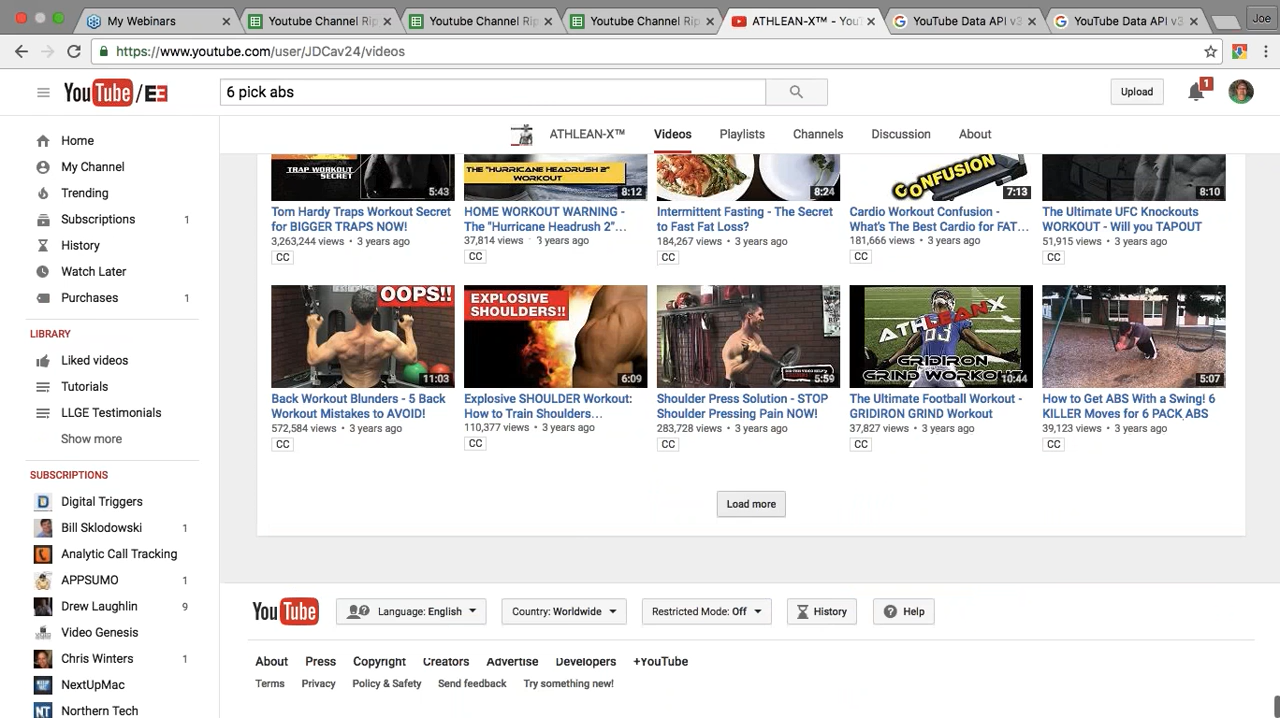 My Webinars
Youtube Channel Rip
Youtube Channel Rip
Youtube Channel Rip
ATHLEAN-X™ - You
YouTube Data API v3
YouTube Data API v3
Joe
https://www.youtube.com/user/JDCav24/videos
YouTube / E3
6 pick abs
Upload
1
ATHLEAN-X™
Videos
Playlists
Channels
Discussion
About
Home
My Channel
Trending
Subscriptions 1
History
Watch Later
Purchases 1
LIBRARY
Liked videos
Tutorials
LLGE Testimonials
Show more
SUBSCRIPTIONS
Digital Triggers
Bill Sklodowski 1
Analytic Call Tracking
APPSUMO 1
Drew Laughlin 9
Video Genesis
Chris Winters 1
NextUpMac
Northern Tech
TRAP WORKOUT
SECRET
5:43
Tom Hardy Traps Workout Secret
for BIGGER TRAPS NOW!
3,263,244 views • 3 years ago
CC
THE "HURRICANE HEADRUSH 2"
WORKOUT
8:12
HOME WORKOUT WARNING -
The "Hurricane Headrush 2"...
37,814 views • 3 years ago
CC
8:24
Intermittent Fasting - The Secret
to Fast Fat Loss?
184,267 views • 3 years ago
CC
CONFUSION
7:13
Cardio Workout Confusion -
What's The Best Cardio for FAT...
181,666 views • 3 years ago
CC
8:10
The Ultimate UFC Knockouts
WORKOUT - Will you TAPOUT
51,915 views • 3 years ago
CC
OOPS!!
11:03
Back Workout Blunders - 5 Back
Workout Mistakes to AVOID!
572,584 views • 3 years ago
CC
EXPLOSIVE
SHOULDERS!!
6:09
Explosive SHOULDER Workout:
How to Train Shoulders...
110,377 views • 3 years ago
CC
5:59
Shoulder Press Solution - STOP
Shoulder Pressing Pain NOW!
283,728 views • 3 years ago
CC
ATHLEANX
GRIDIRON
GRIND WORKOUT
10:44
The Ultimate Football Workout -
GRIDIRON GRIND Workout
37,827 views • 3 years ago
CC
5:07
How to Get ABS With a Swing! 6
KILLER Moves for 6 PACK ABS
39,123 views • 3 years ago
CC
Load more
YouTube
Language: English
Country: Worldwide
Restricted Mode: Off
History
Help
About Press Copyright Creators Advertise Developers +YouTube
Terms Privacy Policy & Safety Send feedback Try something new!